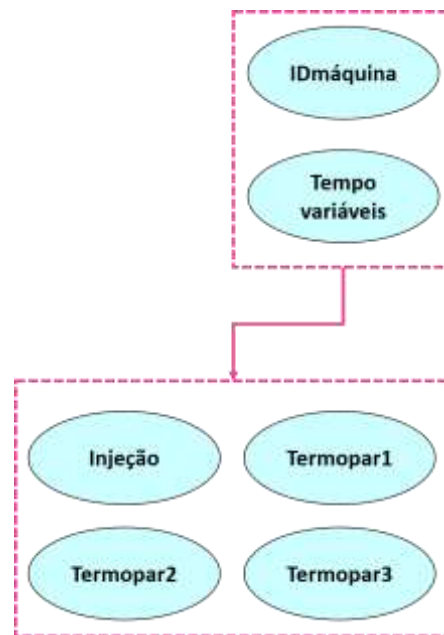 IDmáquina
Tempo
variáveis
Injeção
Termopar1
Termopar2
Termopar3